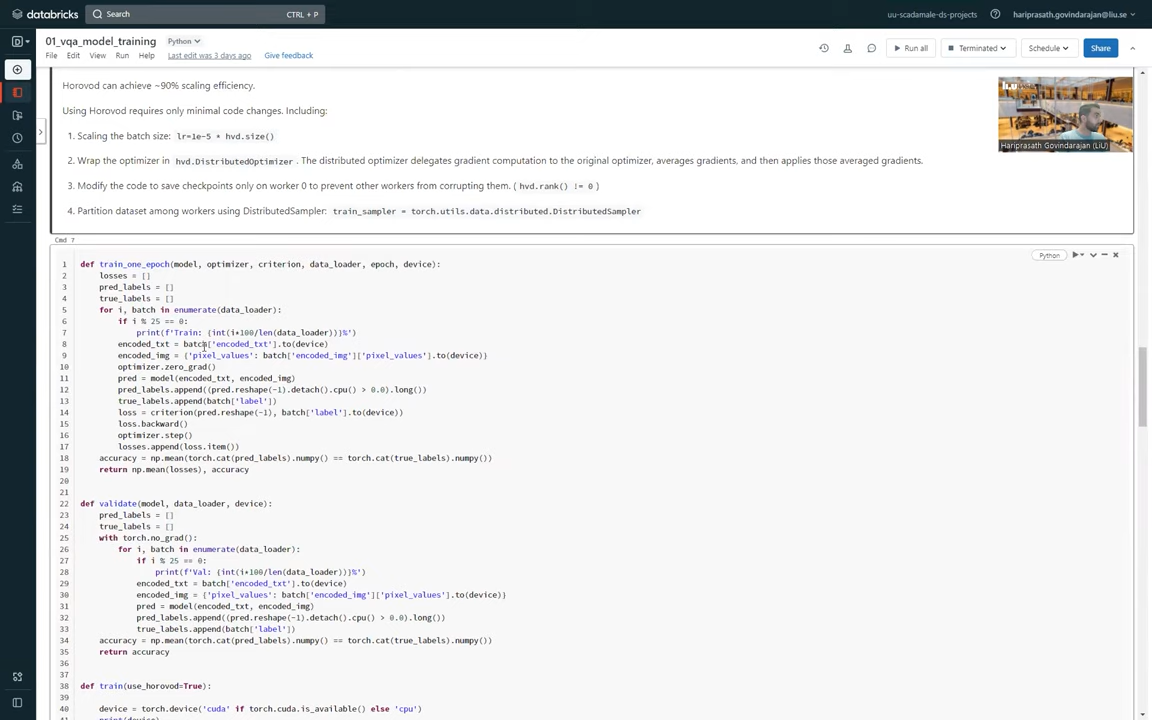 databricks
Search
CTRL + P
uu-scadamale-ds-projects
hariprasath.govindarajan@liu.se
01_vqa_model_training
Python
File Edit View Run Help
Last edit was 3 days ago
Give feedback
Run all
Terminated
Schedule
Share
Horovod can achieve ~90% scaling efficiency.
Using Horovod requires only minimal code changes. Including:
1. Scaling the batch size: lr=1e-5 * hvd.size()
2. Wrap the optimizer in hvd.DistributedOptimizer . The distributed optimizer delegates gradient computation to the original optimizer, averages gradients, and then applies those averaged gradients.
3. Modify the code to save checkpoints only on worker 0 to prevent other workers from corrupting them. ( hvd.rank() != 0 )
4. Partition dataset among workers using DistributedSampler: train_sampler = torch.utils.data.distributed.DistributedSampler
Hariprasath Govindarajan (LiU)
Cmd 7
Python
1 def train_one_epoch(model, optimizer, criterion, data_loader, epoch, device):
2 losses = []
3 pred_labels = []
4 true_labels = []
5 for i, batch in enumerate(data_loader):
6 if i % 25 == 0:
7 print(f'Train: {int(i*100/len(data_loader))}%')
8 encoded_txt = batch['encoded_txt'].to(device)
9 encoded_img = {'pixel_values': batch['encoded_img']['pixel_values'].to(device)}
10 optimizer.zero_grad()
11 pred = model(encoded_txt, encoded_img)
12 pred_labels.append((pred.reshape(-1).detach().cpu() > 0.0).long())
13 true_labels.append(batch['label'])
14 loss = criterion(pred.reshape(-1), batch['label'].to(device))
15 loss.backward()
16 optimizer.step()
17 losses.append(loss.item())
18 accuracy = np.mean(torch.cat(pred_labels).numpy() == torch.cat(true_labels).numpy())
19 return np.mean(losses), accuracy
20
21
22 def validate(model, data_loader, device):
23 pred_labels = []
24 true_labels = []
25 with torch.no_grad():
26 for i, batch in enumerate(data_loader):
27 if i % 25 == 0:
28 print(f'Val: {int(i*100/len(data_loader))}%')
29 encoded_txt = batch['encoded_txt'].to(device)
30 encoded_img = {'pixel_values': batch['encoded_img']['pixel_values'].to(device)}
31 pred = model(encoded_txt, encoded_img)
32 pred_labels.append((pred.reshape(-1).detach().cpu() > 0.0).long())
33 true_labels.append(batch['label'])
34 accuracy = np.mean(torch.cat(pred_labels).numpy() == torch.cat(true_labels).numpy())
35 return accuracy
36
37
38 def train(use_horovod=True):
39
40 device = torch.device('cuda' if torch.cuda.is_available() else 'cpu')
41 print(device)